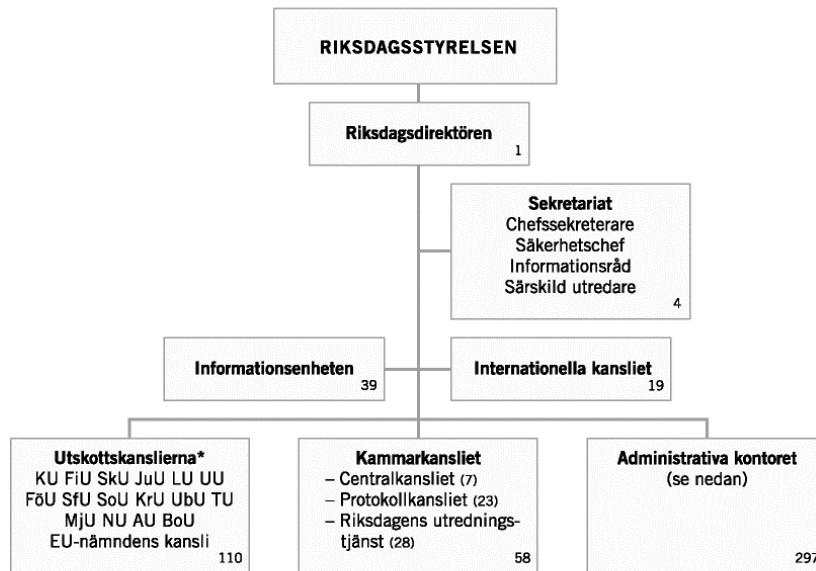 RIKSDAGSSTYRELSEN
Riksdagsdirektören
1
Sekretariat
Chefssekreterare
Säkerhetschef
Informationsråd
Särskild utredare
4
Informationsenheten
39
Internationella kansliet
19
Utskottskanslierna*
KU FiU SkU JuU LU UU
FöU SfU SoU KrU UbU TU
MjU NU AU BoU
EU-nämndens kansli
110
Kammarkansliet
– Centralkansliet (7)
– Protokollkansliet (23)
– Riksdagens utrednings-
tjänst (28)
58
Administrativa kontoret
(se nedan)
297